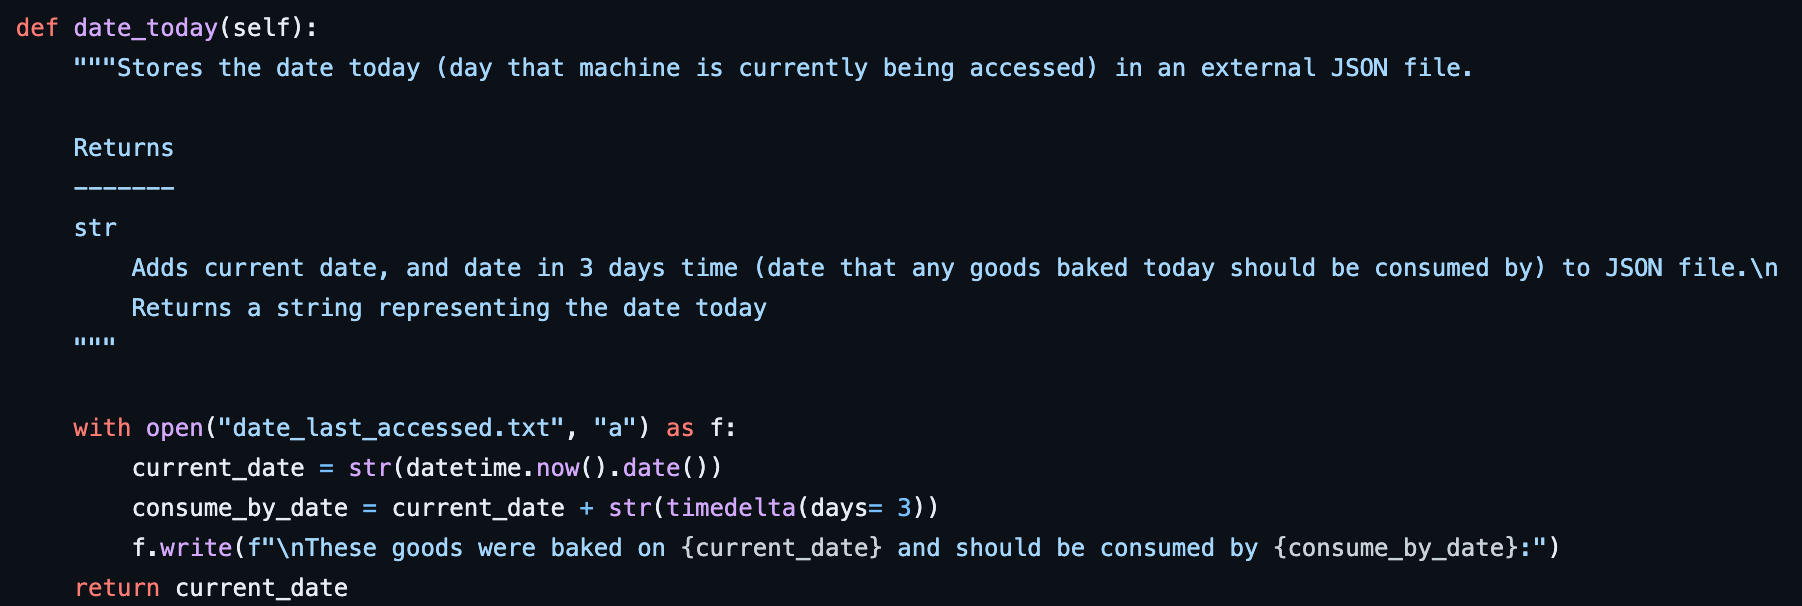 def date_today(self):
"""Stores the date today (day that machine is currently being accessed) in an external JSON file.
Returns
-------
str
Adds current date, and date in 3 days time (date that any goods baked today should be consumed by) to JSON file.\n
Returns a string representing the date today
"""
with open("date_last_accessed.txt", "a") as f:
current_date = str(datetime.now().date())
consume_by_date = current_date + str(timedelta(days= 3))
f.write(f"\nThese goods were baked on {current_date} and should be consumed by {consume_by_date}:")
return current_date